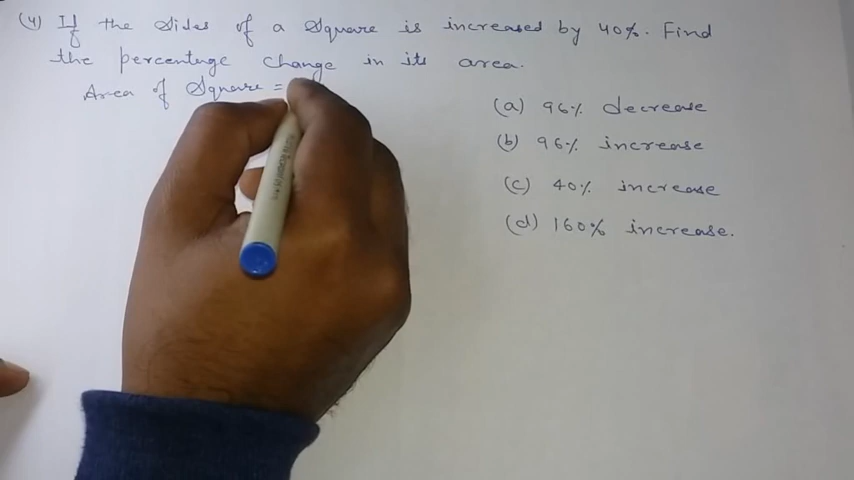 (4) If the Sides of a Square is increased by 40%. Find
the percentage change in its area.
Area of Square =
(a) 96% decrease
(b) 96% increase
(c) 40% increase
(d) 160% increase.